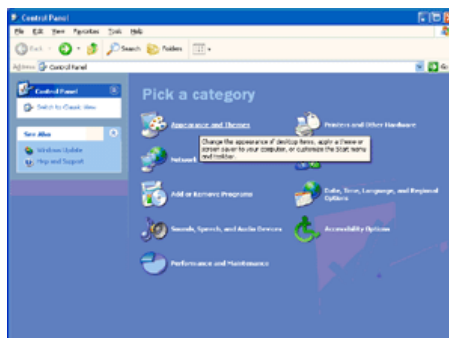 Control Panel
File Edit View Favorites Tools Help
Back Search Folders
Address Control Panel Go
Control Panel
Switch to Classic View
See Also
Windows Update
Help and Support
Pick a category
Appearance and Themes
Printers and Other Hardware
Change the appearance of desktop items, apply a theme or
screen saver to your computer, or customize the Start menu
and taskbar.
Network
Add or Remove Programs
Date, Time, Language, and Regional
Options
Sounds, Speech, and Audio Devices
Accessibility Options
Performance and Maintenance